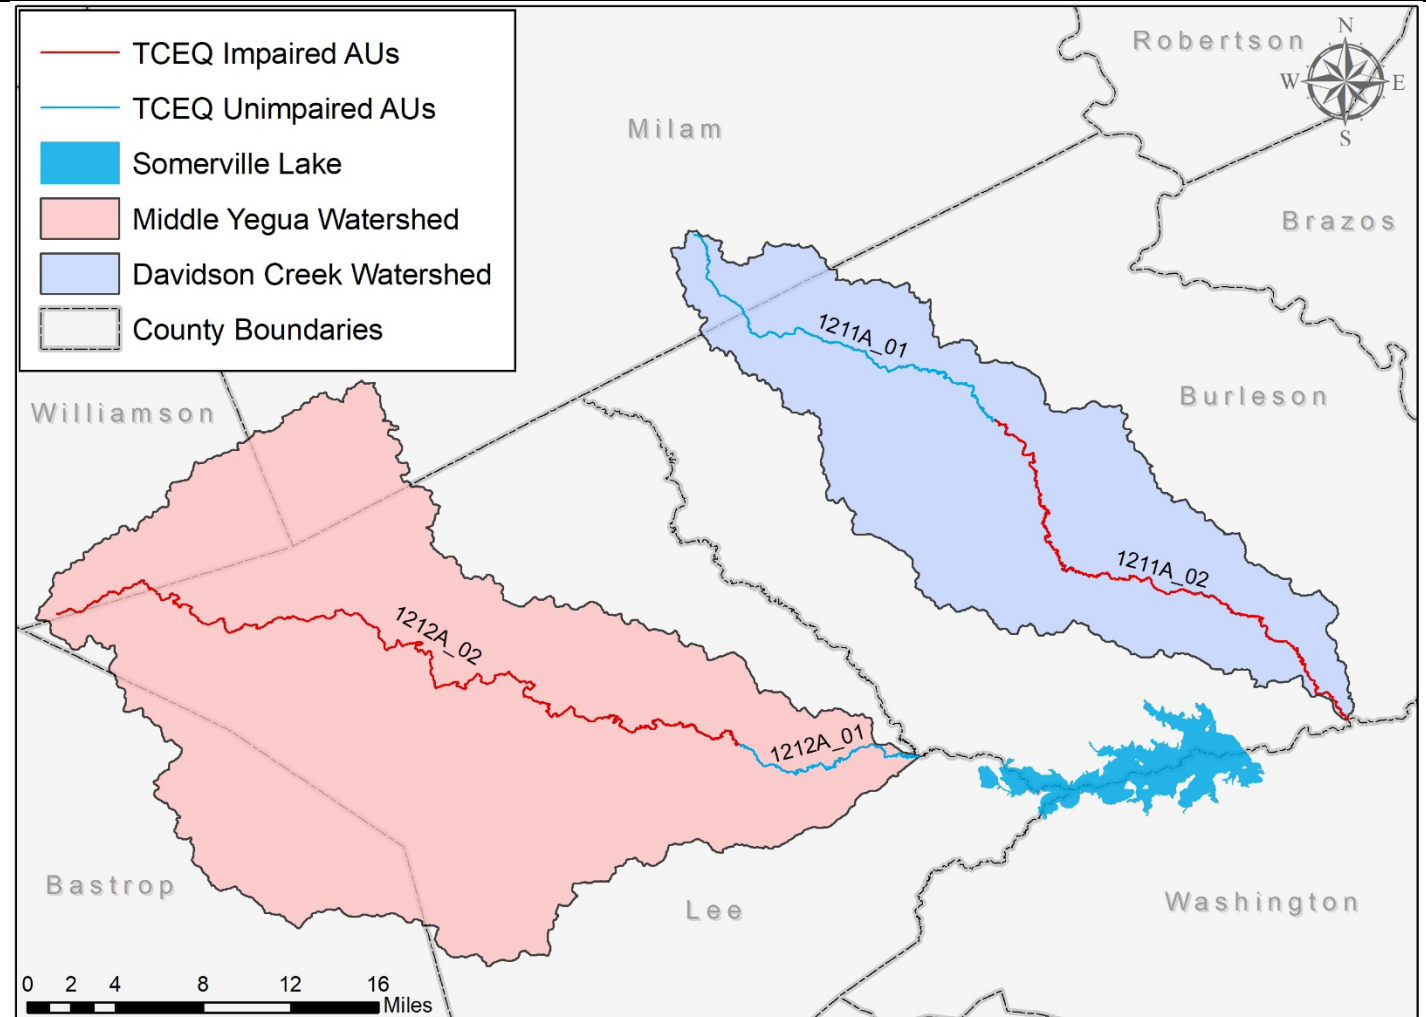 TCEQ Impaired AUs
TCEQ Unimpaired AUs
Somerville Lake
Middle Yegua Watershed
Davidson Creek Watershed
County Boundaries
Robertson
N
W E
S
Milam
Brazos
1211A_01
Burleson
Williamson
1211A_02
1212A_02
1212A_01
Bastrop
Lee
Washington
0 2 4 8 12 16
Miles